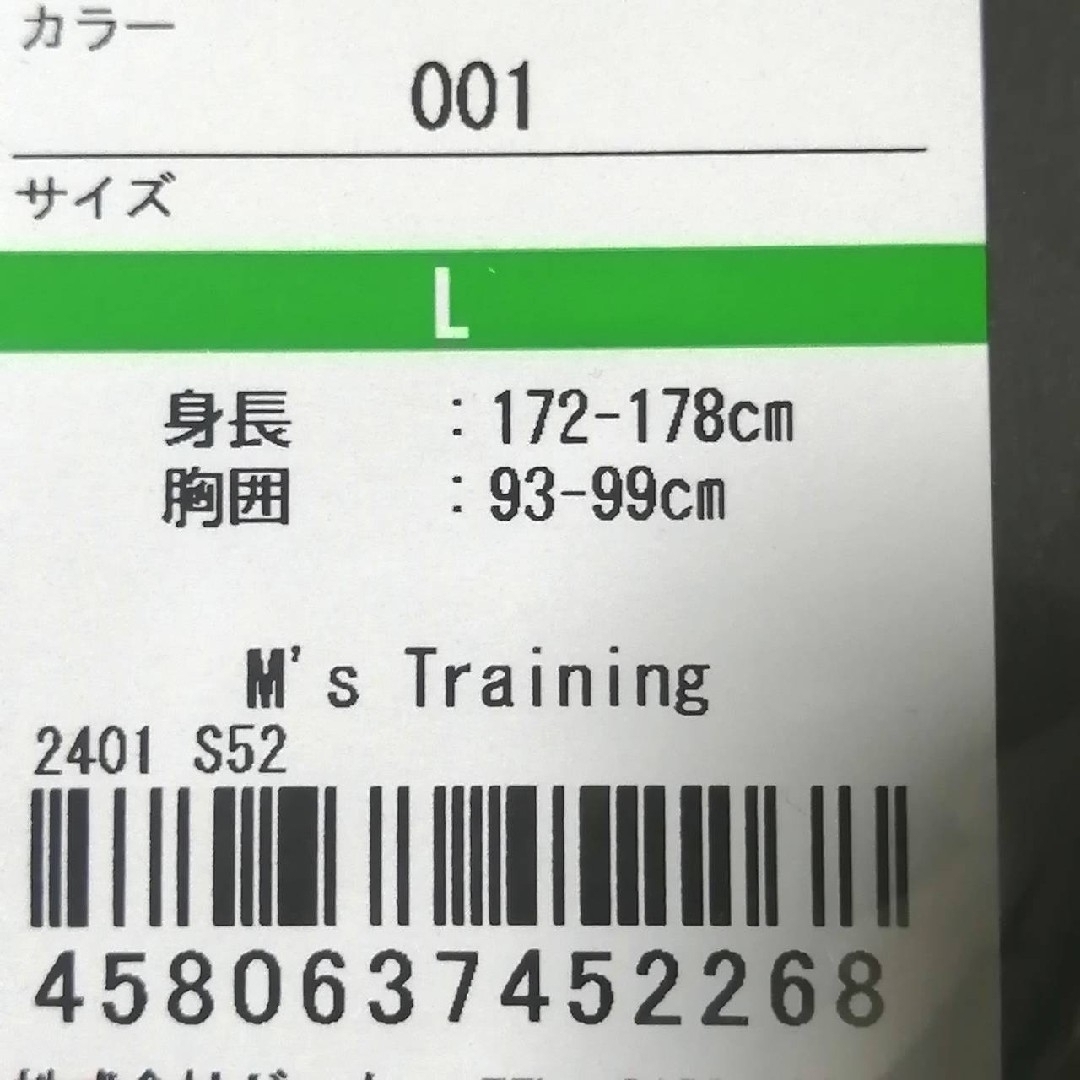 カラー
001
サイズ
L
身長 : 172-178cm
胸囲 : 93-99cm
M's Training
2401 S52
4580637452268